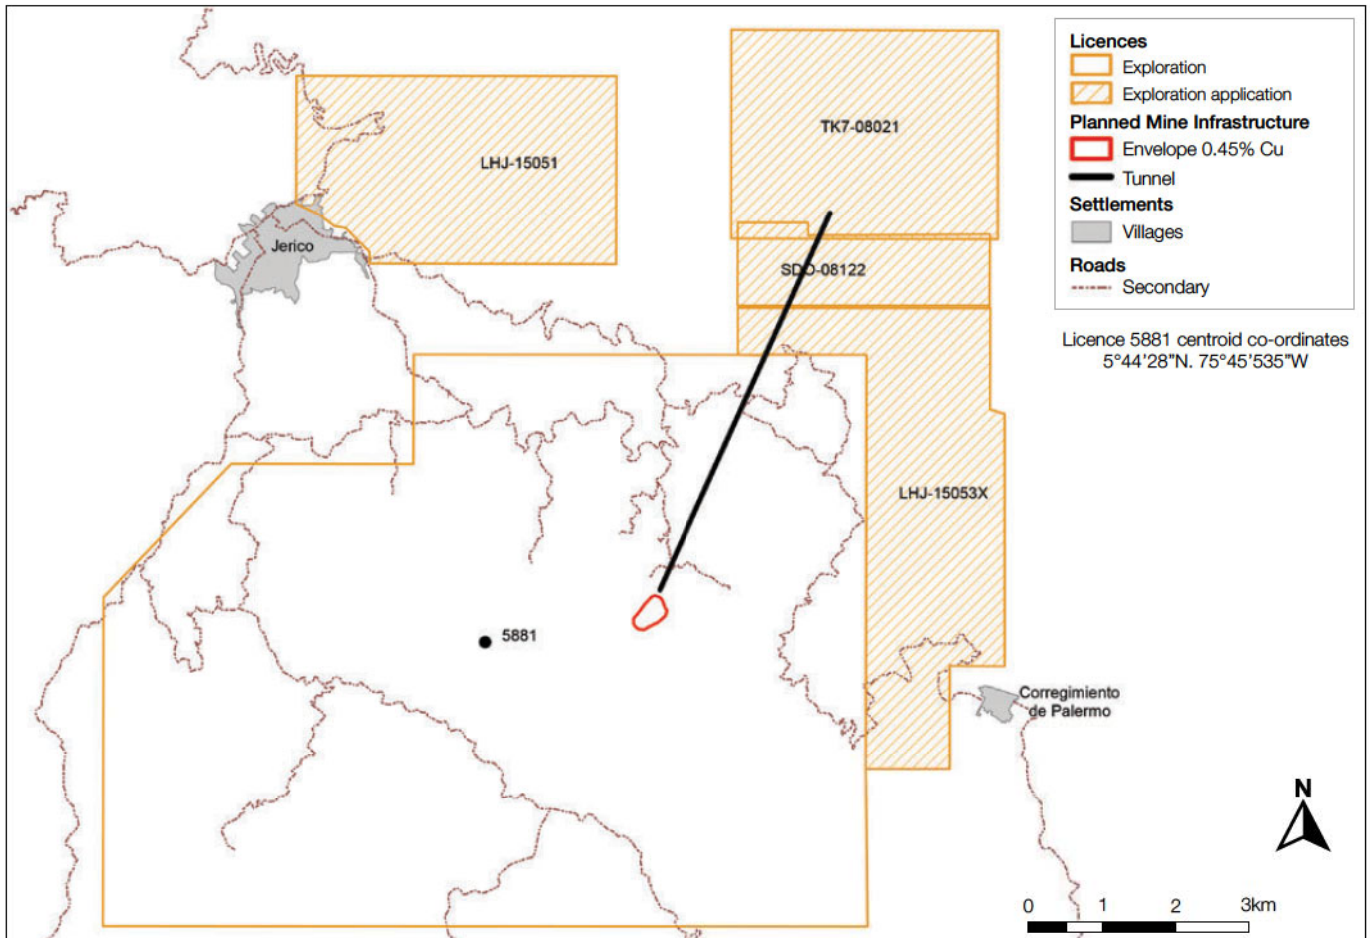 Licences
Exploration
Exploration application
Planned Mine Infrastructure
Envelope 0.45% Cu
Tunnel
Settlements
Villages
Roads
Secondary
Licence 5881 centroid co-ordinates
5°44'28"N. 75°45'535"W
TK7-08021
LHJ-15051
Jerico
SDO-08122
LHJ-15053X
5881
Corregimiento
de Palermo
N
0 1 2 3km